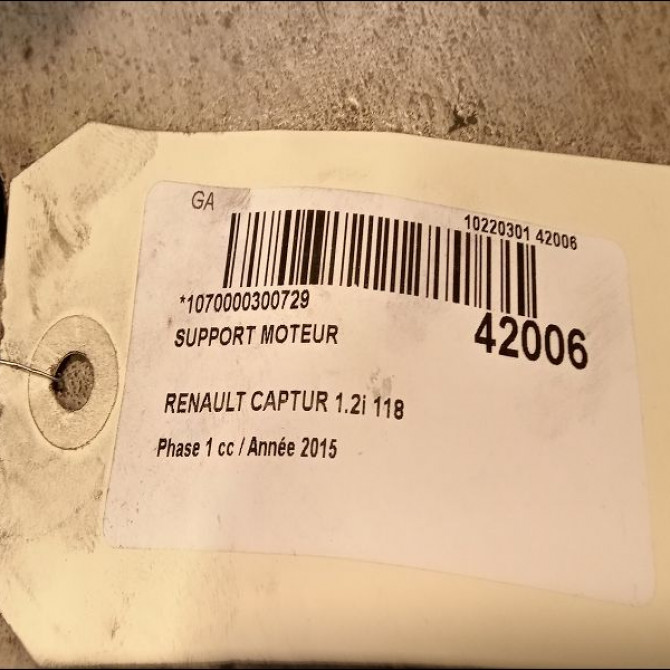 GA
10220301 42006
*1070000300729
SUPPORT MOTEUR
42006
RENAULT CAPTUR 1.2i 118
Phase 1 cc / Année 2015